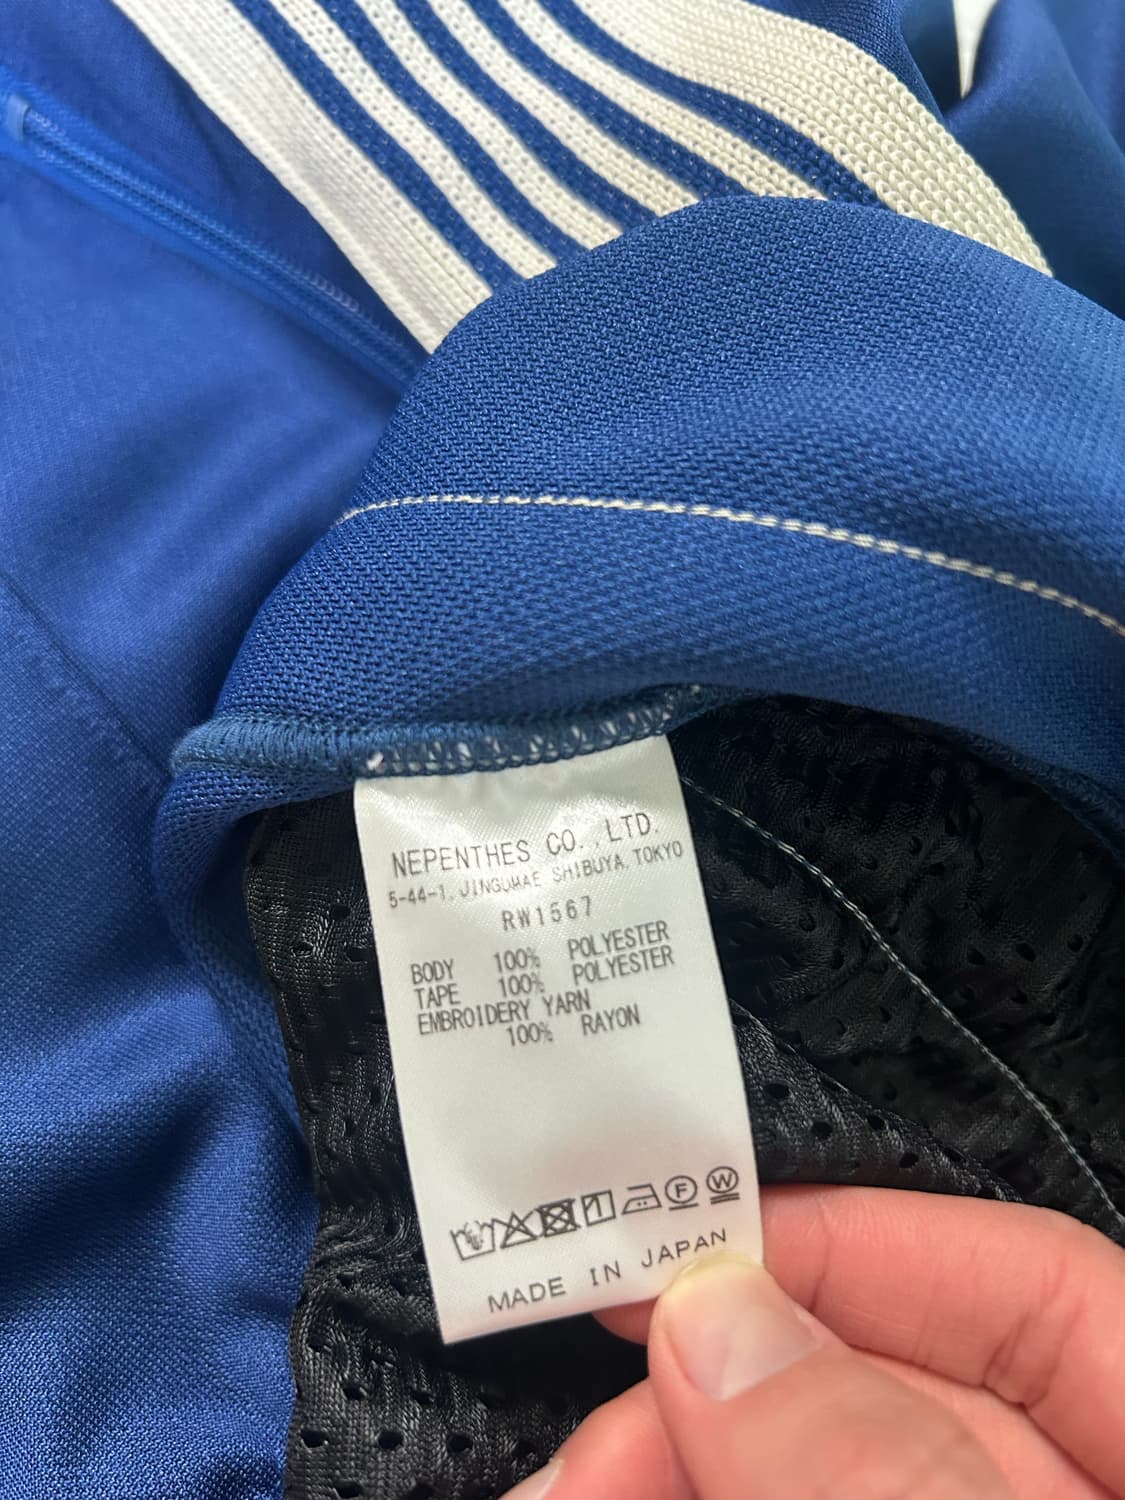 NEPENTHES CO., LTD.
5-44-1, JINGUMAE SHIBUYA TOKYO
RW1567
BODY 100% POLYESTER
TAPE 100% POLYESTER
EMBROIDERY YARN
100% RAYON
F W
MADE IN JAPAN